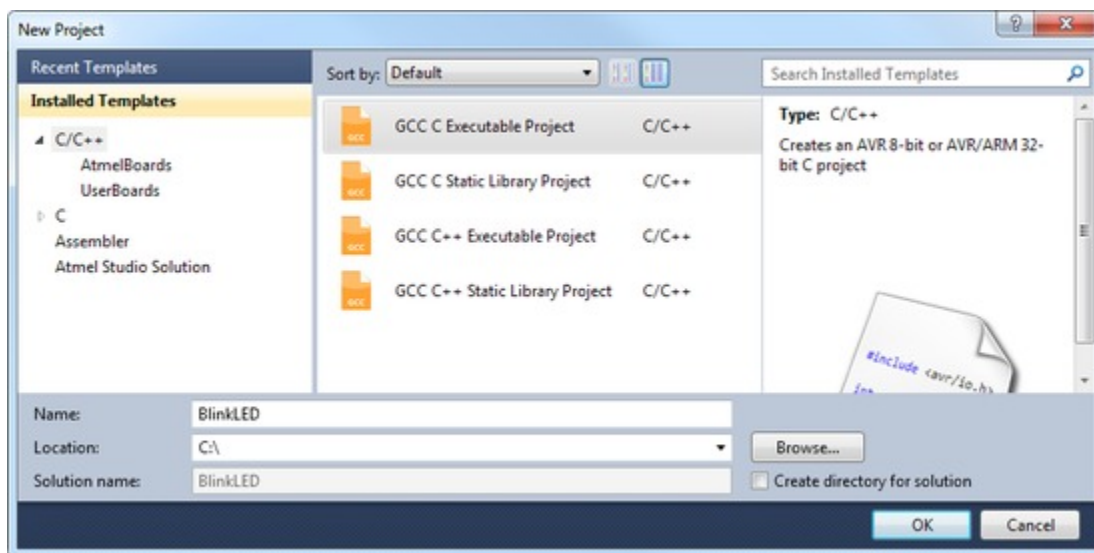 New Project
Recent Templates
Installed Templates
C/C++
AtmelBoards
UserBoards
C
Assembler
Atmel Studio Solution
Sort by: Default
GCC C Executable Project C/C++
GCC C Static Library Project C/C++
GCC C++ Executable Project C/C++
GCC C++ Static Library Project C/C++
Search Installed Templates
Type: C/C++
Creates an AVR 8-bit or AVR/ARM 32-
bit C project
#include <avr/io.h>
int
Name: BlinkLED
Location: C:\
Browse...
Solution name: BlinkLED
Create directory for solution
OK Cancel